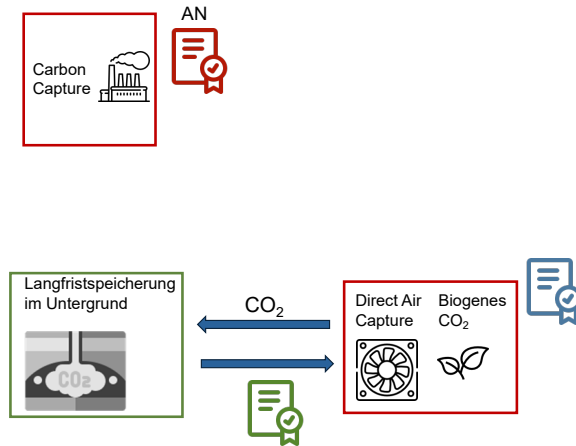 AN
Carbon
Capture
Langfristspeicherung
im Untergrund
CO₂
CO₂
Direct Air
Capture
Biogenes
CO₂